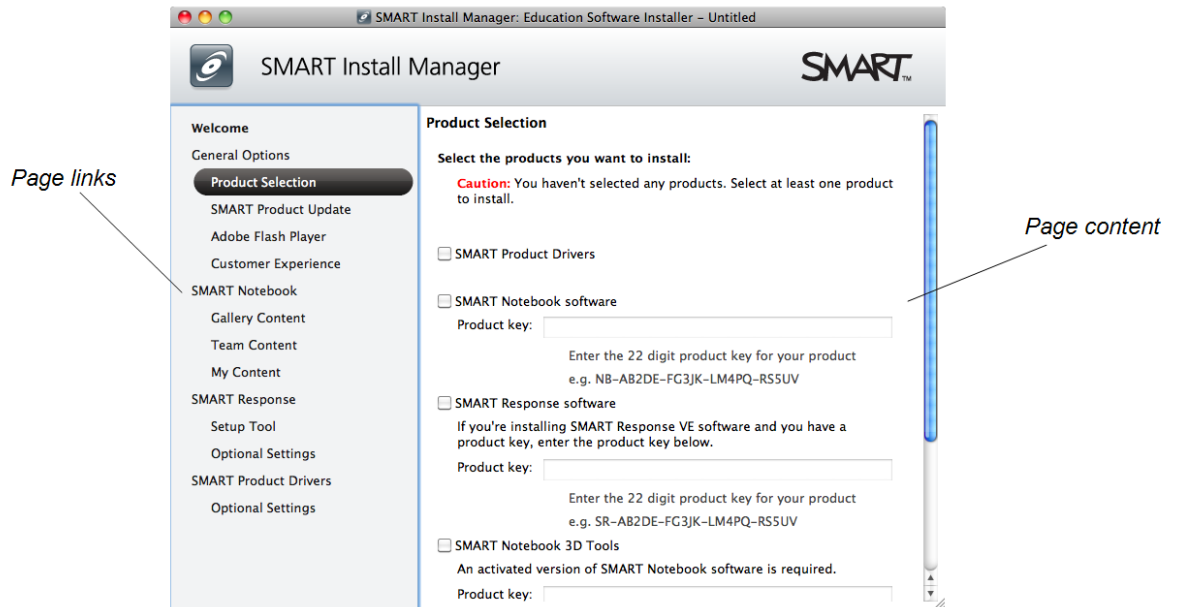 SMART Install Manager: Education Software Installer – Untitled
SMART Install Manager
SMART™
Page links
Welcome
General Options
Product Selection
SMART Product Update
Adobe Flash Player
Customer Experience
SMART Notebook
Gallery Content
Team Content
My Content
SMART Response
Setup Tool
Optional Settings
SMART Product Drivers
Optional Settings
Product Selection
Select the products you want to install:
Caution: You haven't selected any products. Select at least one product
to install.
SMART Product Drivers
SMART Notebook software
Product key:
Enter the 22 digit product key for your product
e.g. NB-AB2DE-FG3JK-LM4PQ-RS5UV
SMART Response software
If you're installing SMART Response VE software and you have a
product key, enter the product key below.
Product key:
Enter the 22 digit product key for your product
e.g. SR-AB2DE-FG3JK-LM4PQ-RS5UV
SMART Notebook 3D Tools
An activated version of SMART Notebook software is required.
Product key:
Page content